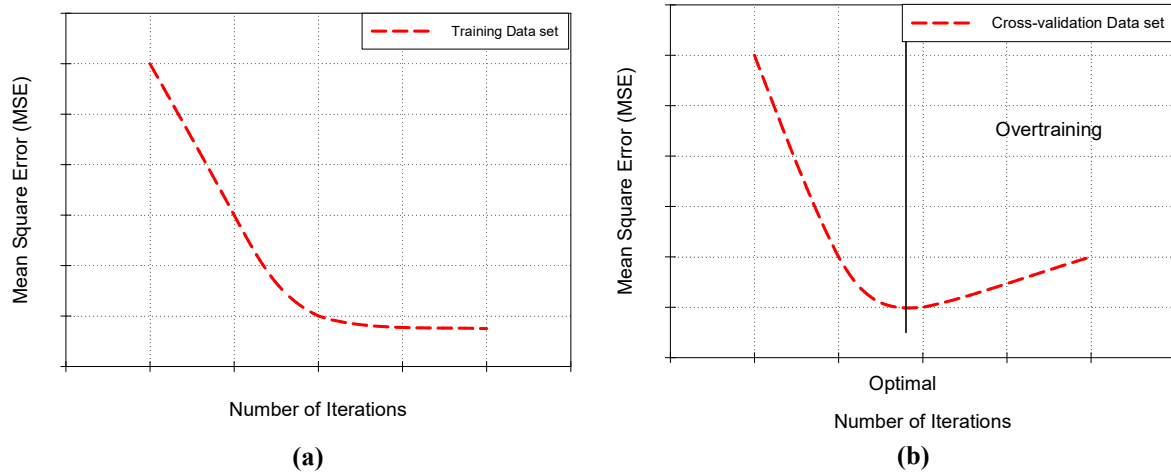 Training Data set
Mean Square Error (MSE)
Number of Iterations
(a)
Cross-validation Data set
Mean Square Error (MSE)
Overtraining
Optimal
Number of Iterations
(b)